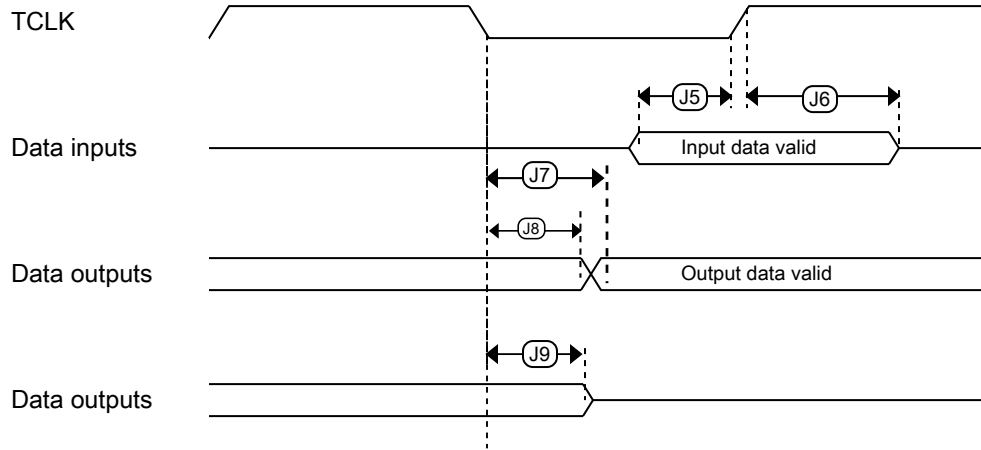 TCLK
J5
J6
Data inputs
Input data valid
J7
J8
Data outputs
Output data valid
J9
Data outputs